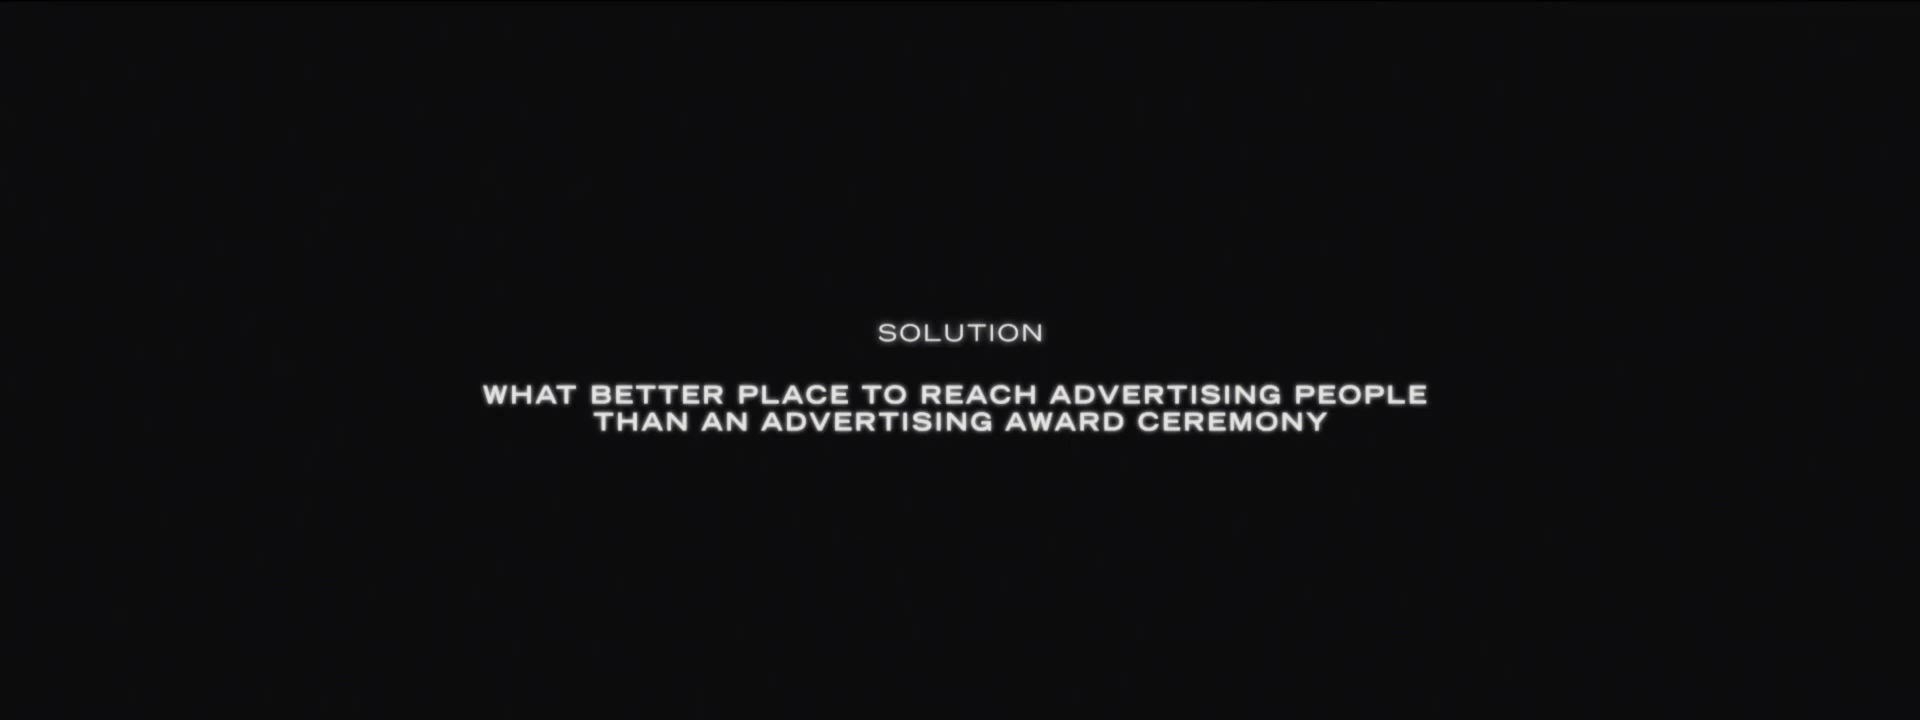 SOLUTION
WHAT BETTER PLACE TO REACH ADVERTISING PEOPLE
THAN AN ADVERTISING AWARD CEREMONY